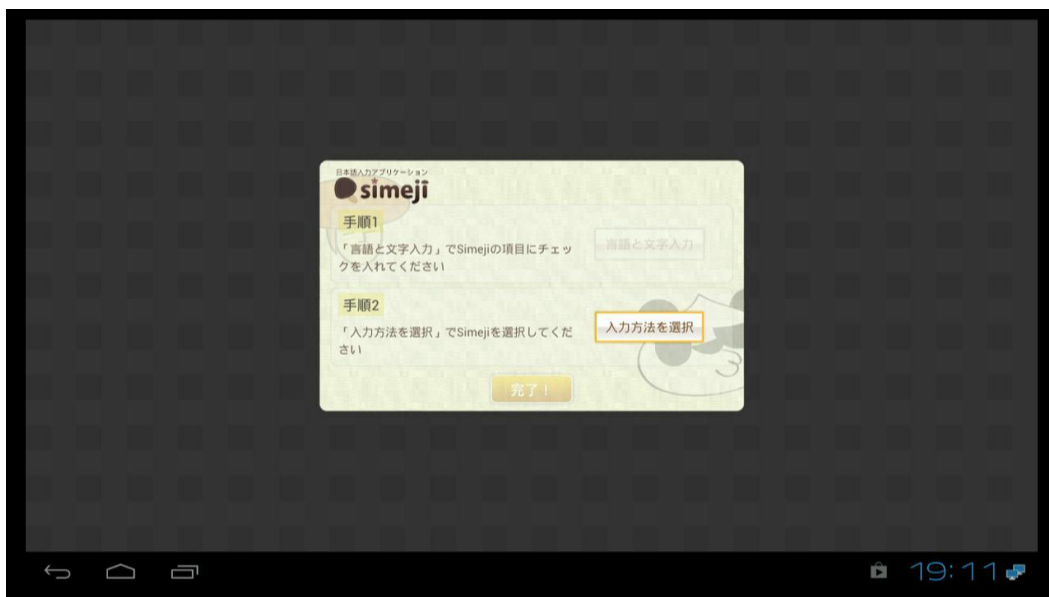 日本語入力アプリケーション
simeji
手順1
「言語と文字入力」でSimejiの項目にチェッ
クを入れてください
言語と文字入力
手順2
「入力方法を選択」でSimejiを選択してくだ
さい
入力方法を選択
完了！
19:11